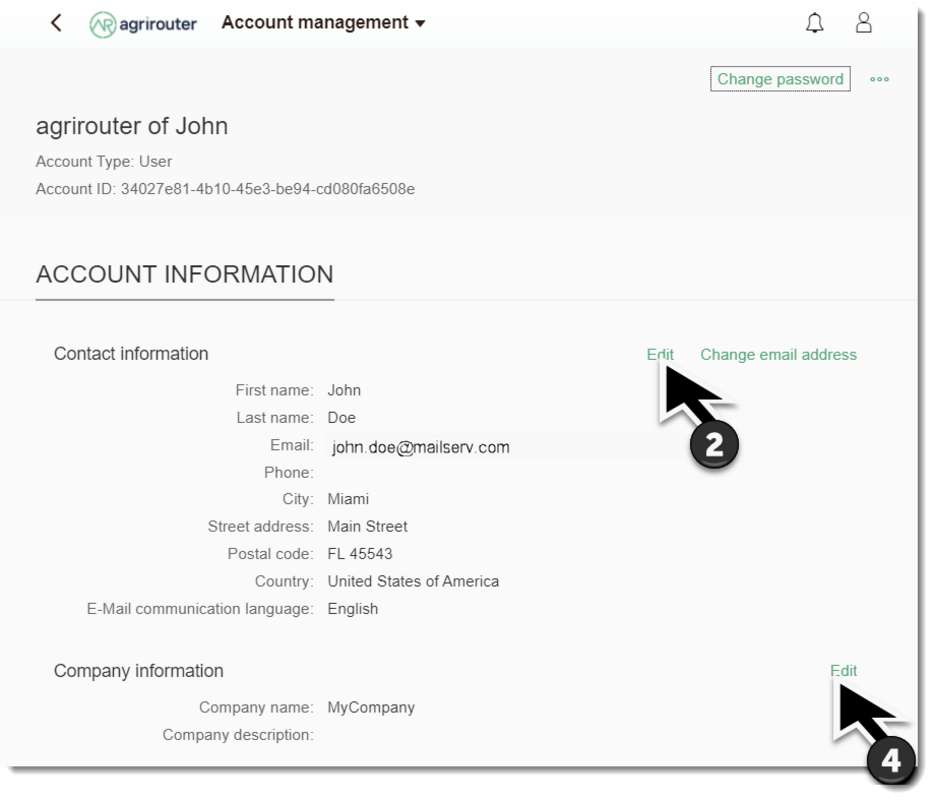 agrirouter Account management
Change password
agrirouter of John
Account Type: User
Account ID: 34027e81-4b10-45e3-be94-cd080fa6508e
ACCOUNT INFORMATION
Contact information Edit Change email address
First name: John
Last name: Doe
Email: john.doe@mailserv.com
2
Phone:
City: Miami
Street address: Main Street
Postal code: FL 45543
Country: United States of America
E-Mail communication language: English
Company information Edit
Company name: MyCompany
Company description:
4